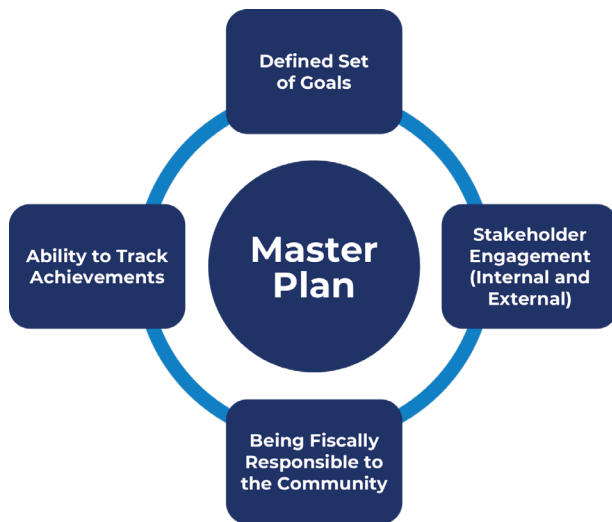 Defined Set
of Goals
Ability to Track
Achievements
Master
Plan
Stakeholder
Engagement
(Internal and
External)
Being Fiscally
Responsible to
the Community